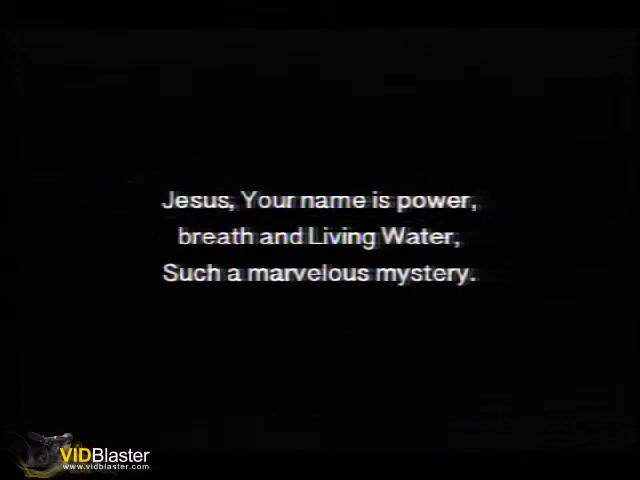 Jesus, Your name is power,
breath and Living Water,
Such a marvelous mystery.
VIDBlaster
www.vidblaster.com